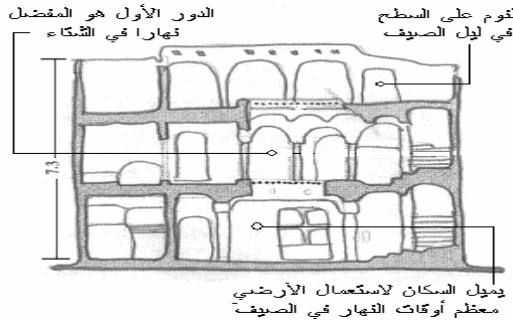 نقوم على السطح
في ليل الصيف
الدور الأول هو المفضل
نهارا في الشتاء
7.3
يميل السكان لاستعمال الأرضي
معظم أوقات النهار في الصيف